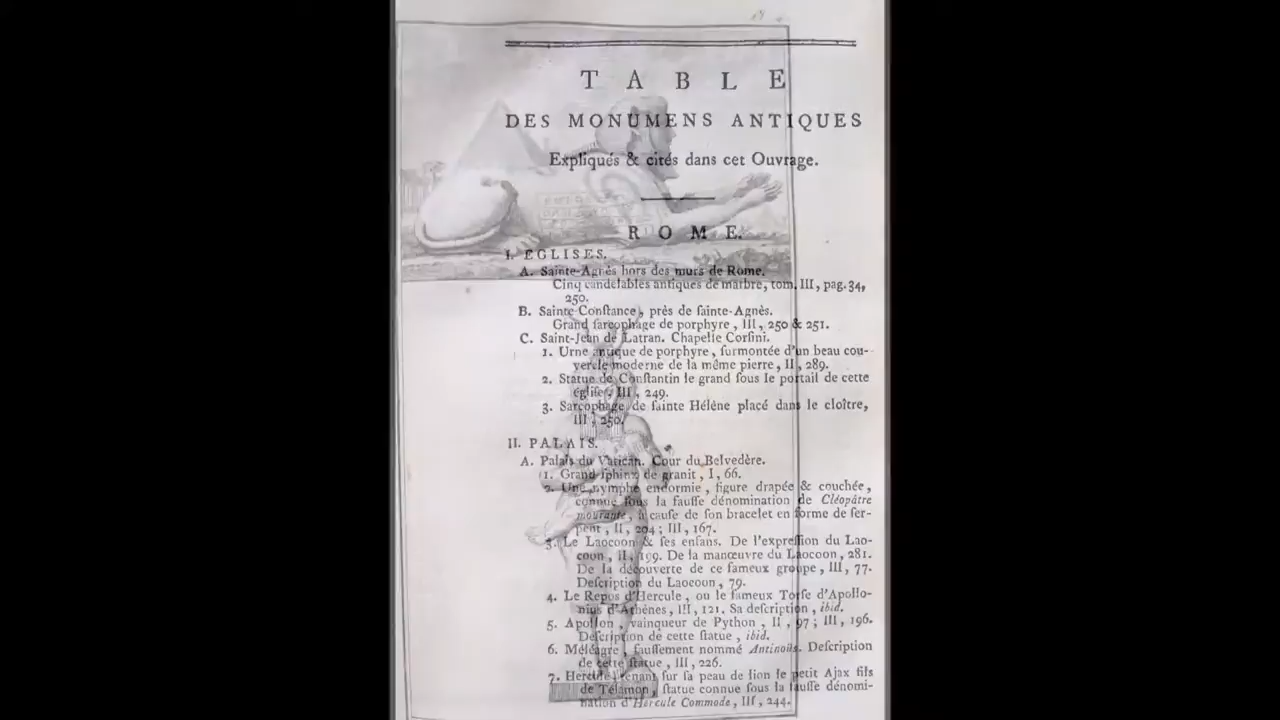 T A B L E
DES MONUMENS ANTIQUES
Expliqués & cités dans cet Ouvrage.
R O M E.
I. ÉGLISES.
A. Sainte-Agnès hors des murs de Rome.
Cinq candelables antiques de marbre, tom. III, pag. 34,
250.
B. Sainte Conſtance, près de ſainte-Agnès.
Grand ſarcophage de porphyre, III, 250 & 251.
C. Saint-Jean de Latran. Chapelle Corſini.
1. Urne antique de porphyre, ſurmontée d'un beau cou-
vercle moderne de la même pierre, II, 289.
2. Statue de Conſtantin le grand ſous le portail de cette
égliſe, III, 249.
3. Sarcophage de ſainte Hélène placé dans le cloître,
III, 250.
II. PALAIS.
A. Palais du Vatican. Cour du Belvedère.
1. Grand ſphinx de granit, I, 66.
2. Une nymphe endormie, figure drapée & couchée,
connue ſous la fauſſe dénomination de Cléopâtre
mourante, à cauſe de ſon bracelet en forme de ſer-
pent, II, 204; III, 167.
3. Le Laocoon & ſes enfans. De l'expreſſion du Lao-
coon, II, 159. De la manœuvre du Laocoon, 281.
De la découverte de ce fameux groupe, III, 77.
Deſcription du Laocoon, 79.
4. Le Repos d'Hercule, ou le fameux Torſe d'Apollo-
nius d'Athènes, III, 121. Sa deſcription, ibid.
5. Apollon, vainqueur de Python, II, 97; III, 196.
Deſcription de cette ſtatue, ibid.
6. Méléagre, fauſſement nommé Antinoüs. Deſcription
de cette ſtatue, III, 226.
7. Hercule tenant ſur ſa peau de lion le petit Ajax fils
de Télamon, ſtatue connue ſous la fauſſe dénomi-
nation d'Hercule Commode, III, 244.